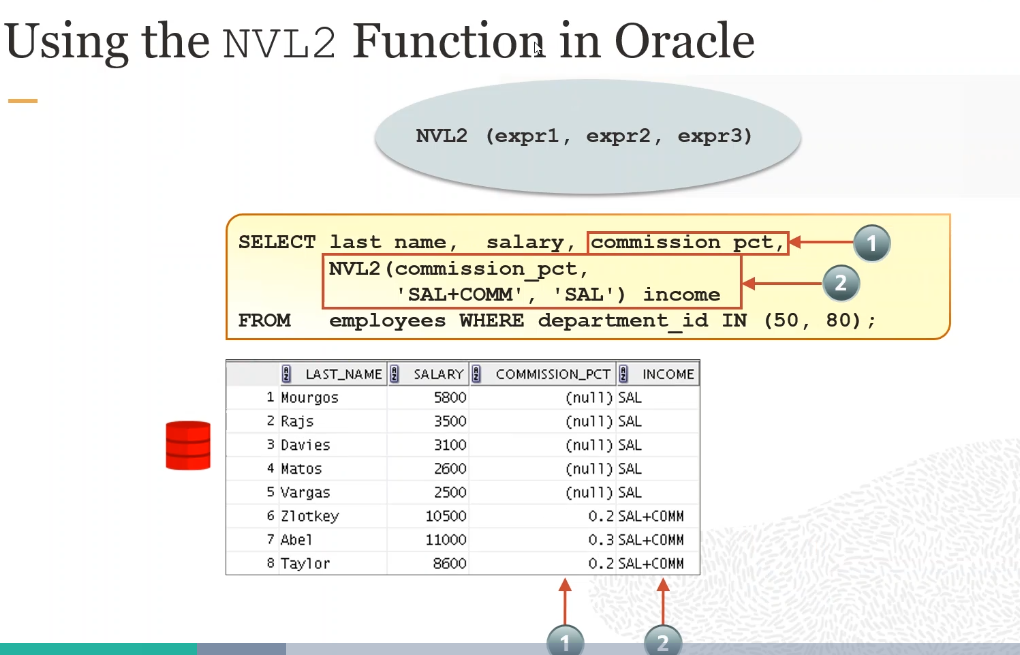 Using the NVL2 Function in Oracle
NVL2 (expr1, expr2, expr3)
SELECT last name, salary, commission pct,
1
NVL2(commission_pct,
2
'SAL+COMM', 'SAL') income
FROM employees WHERE department_id IN (50, 80);
LAST_NAME SALARY COMMISSION_PCT INCOME
1 Mourgos 5800 (null) SAL
2 Rajs 3500 (null) SAL
3 Davies 3100 (null) SAL
4 Matos 2600 (null) SAL
5 Vargas 2500 (null) SAL
6 Zlotkey 10500 0.2 SAL+COMM
7 Abel 11000 0.3 SAL+COMM
8 Taylor 8600 0.2 SAL+COMM
1 2